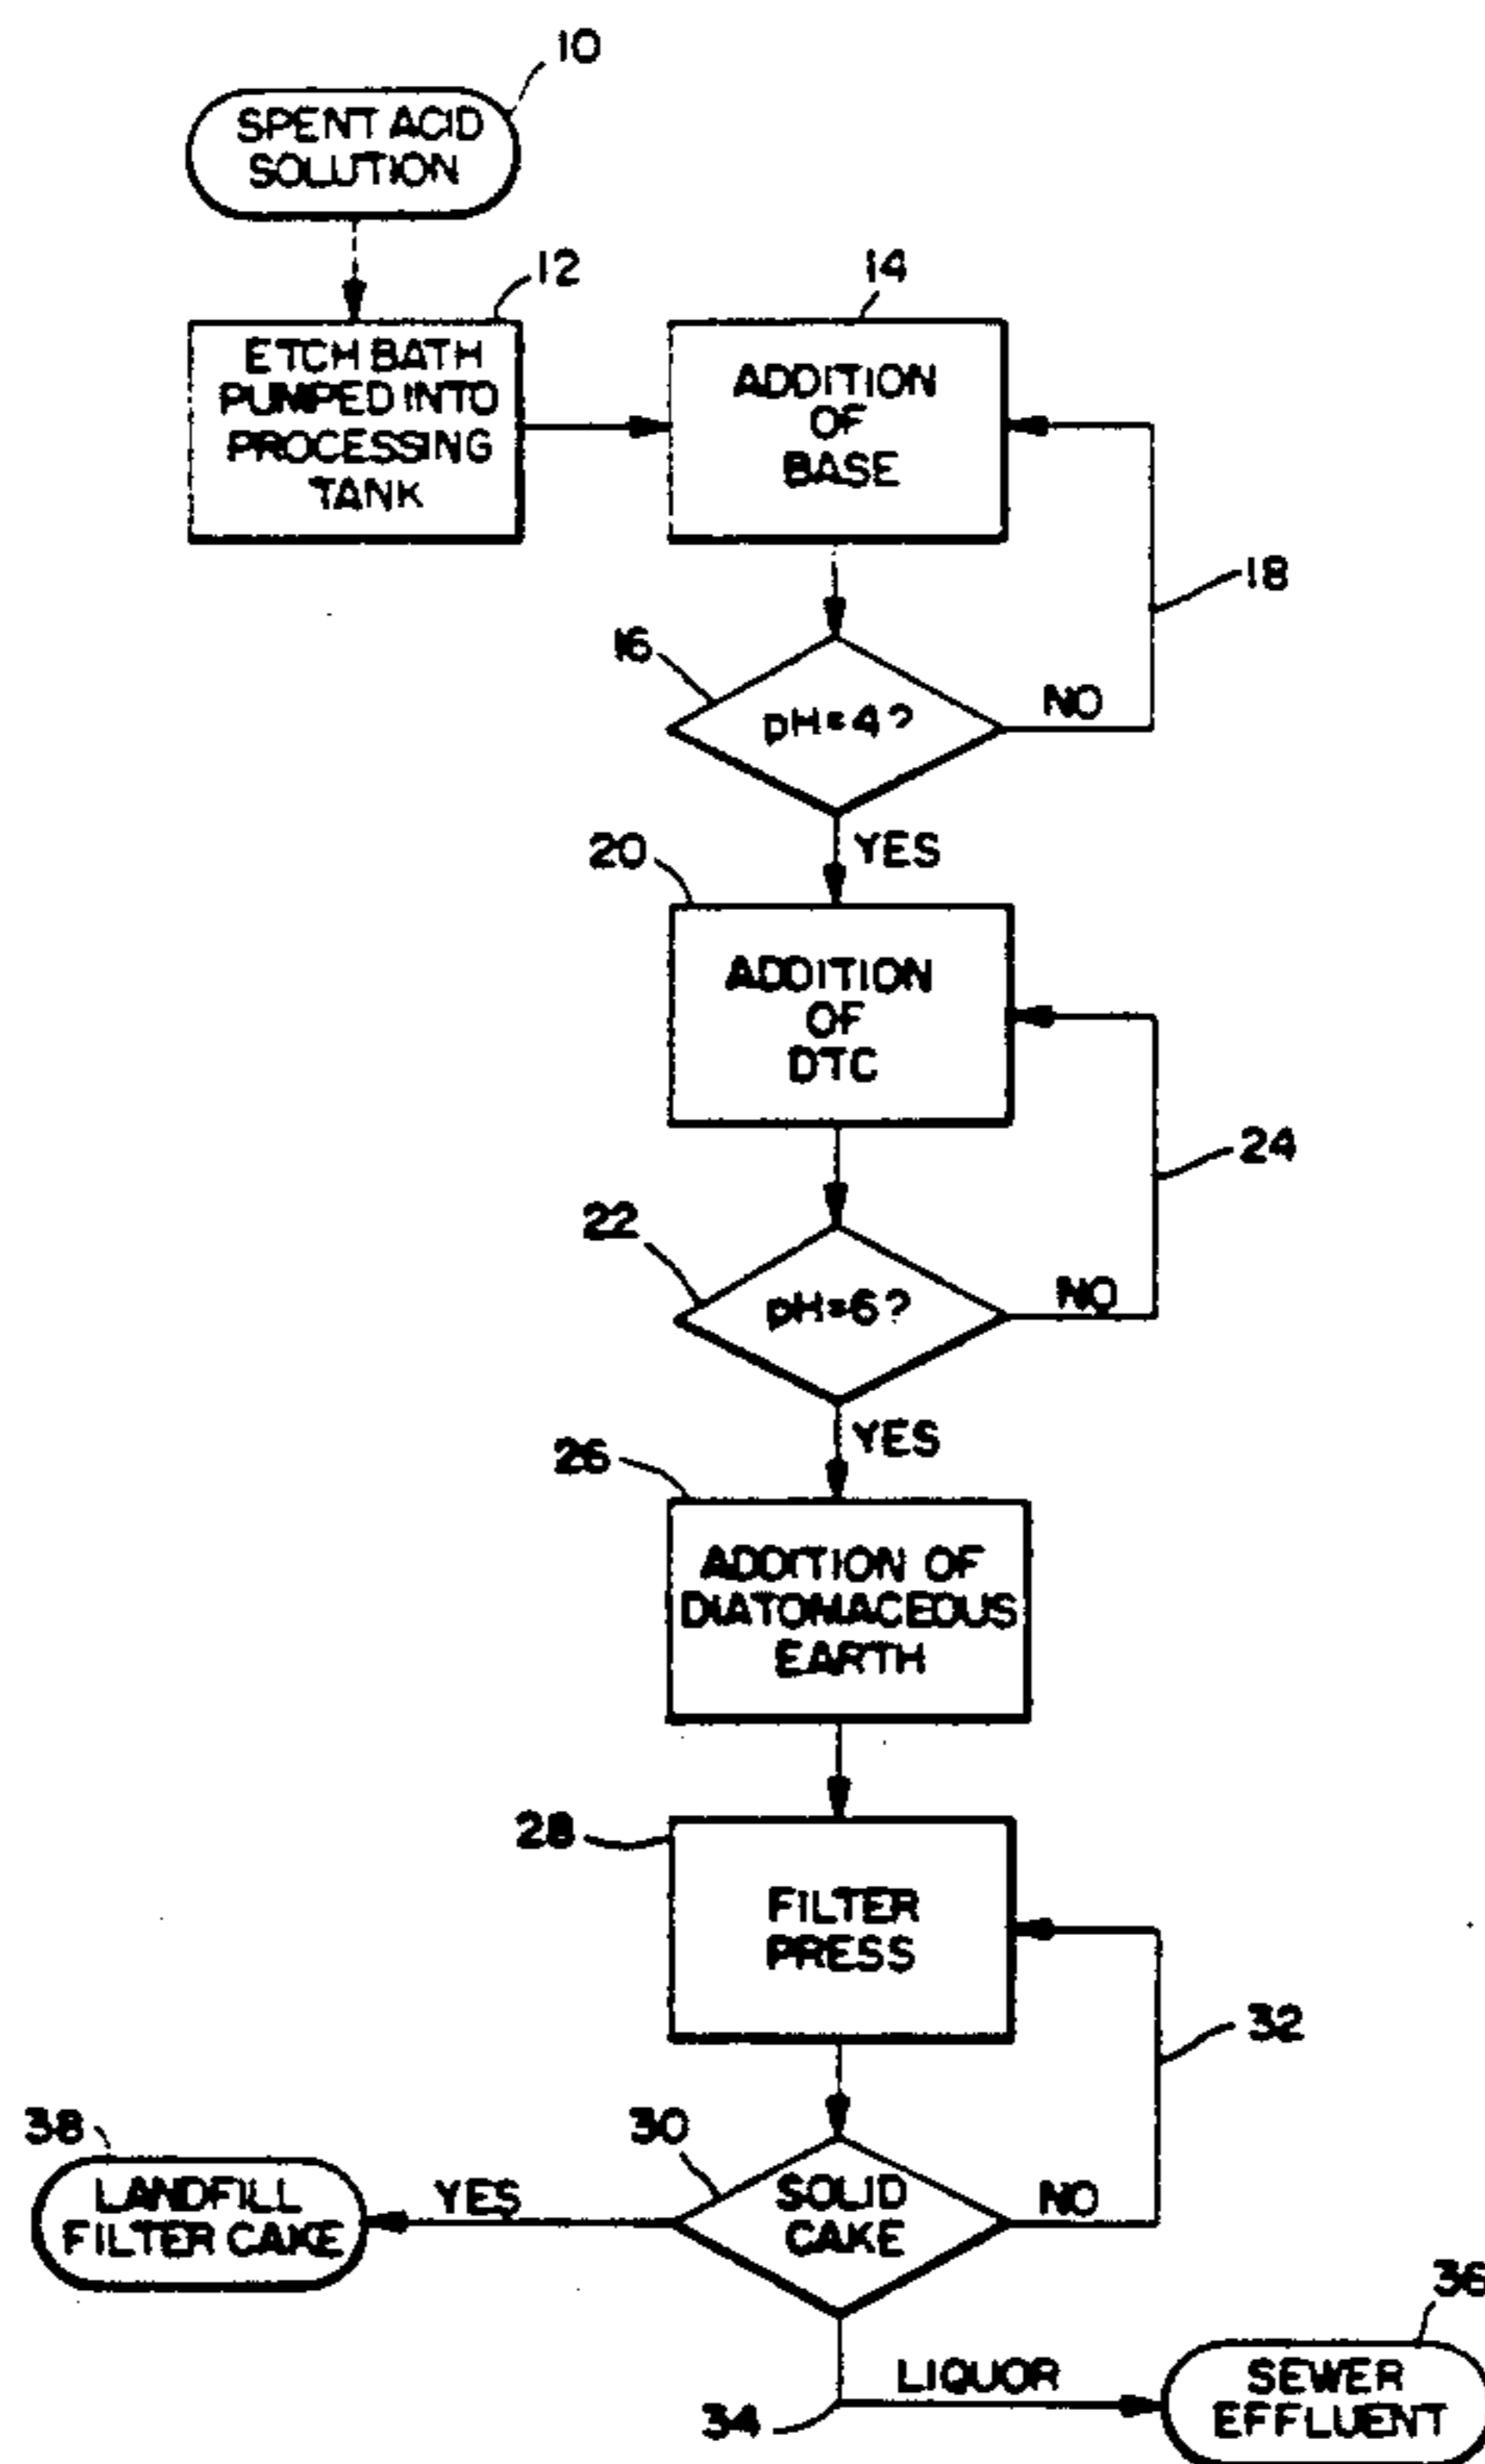 10
SPENT ACID
SOLUTION
12
ETCH BATH
PUMPED INTO
PROCESSING
TANK
14
ADDITION
OF
BASE
18
16
pH=4?
NO
YES
20
ADDITION
OF
DTC
24
22
pH=6?
NO
YES
26
ADDITION OF
DIATOMACEOUS
EARTH
28
FILTER
PRESS
32
30
SOLID
CAKE
NO
YES
38
LANDFILL
FILTER CAKE
34
LIQUOR
36
SEWER
EFFLUENT